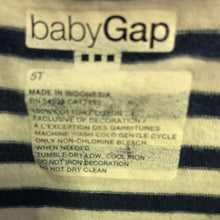 babyGap
5T
MADE IN INDONESIA
100% COTTON / COTON
EXCLUSIVE OF DECORATION /
A L'EXCEPTION DES GARNITURES
MACHINE WASH COLD GENTLE CYCLE
ONLY NON-CHLORINE BLEACH
WHEN NEEDED
TUMBLE DRY LOW, COOL IRON
DO NOT IRON DECORATION
DO NOT DRY CLEAN